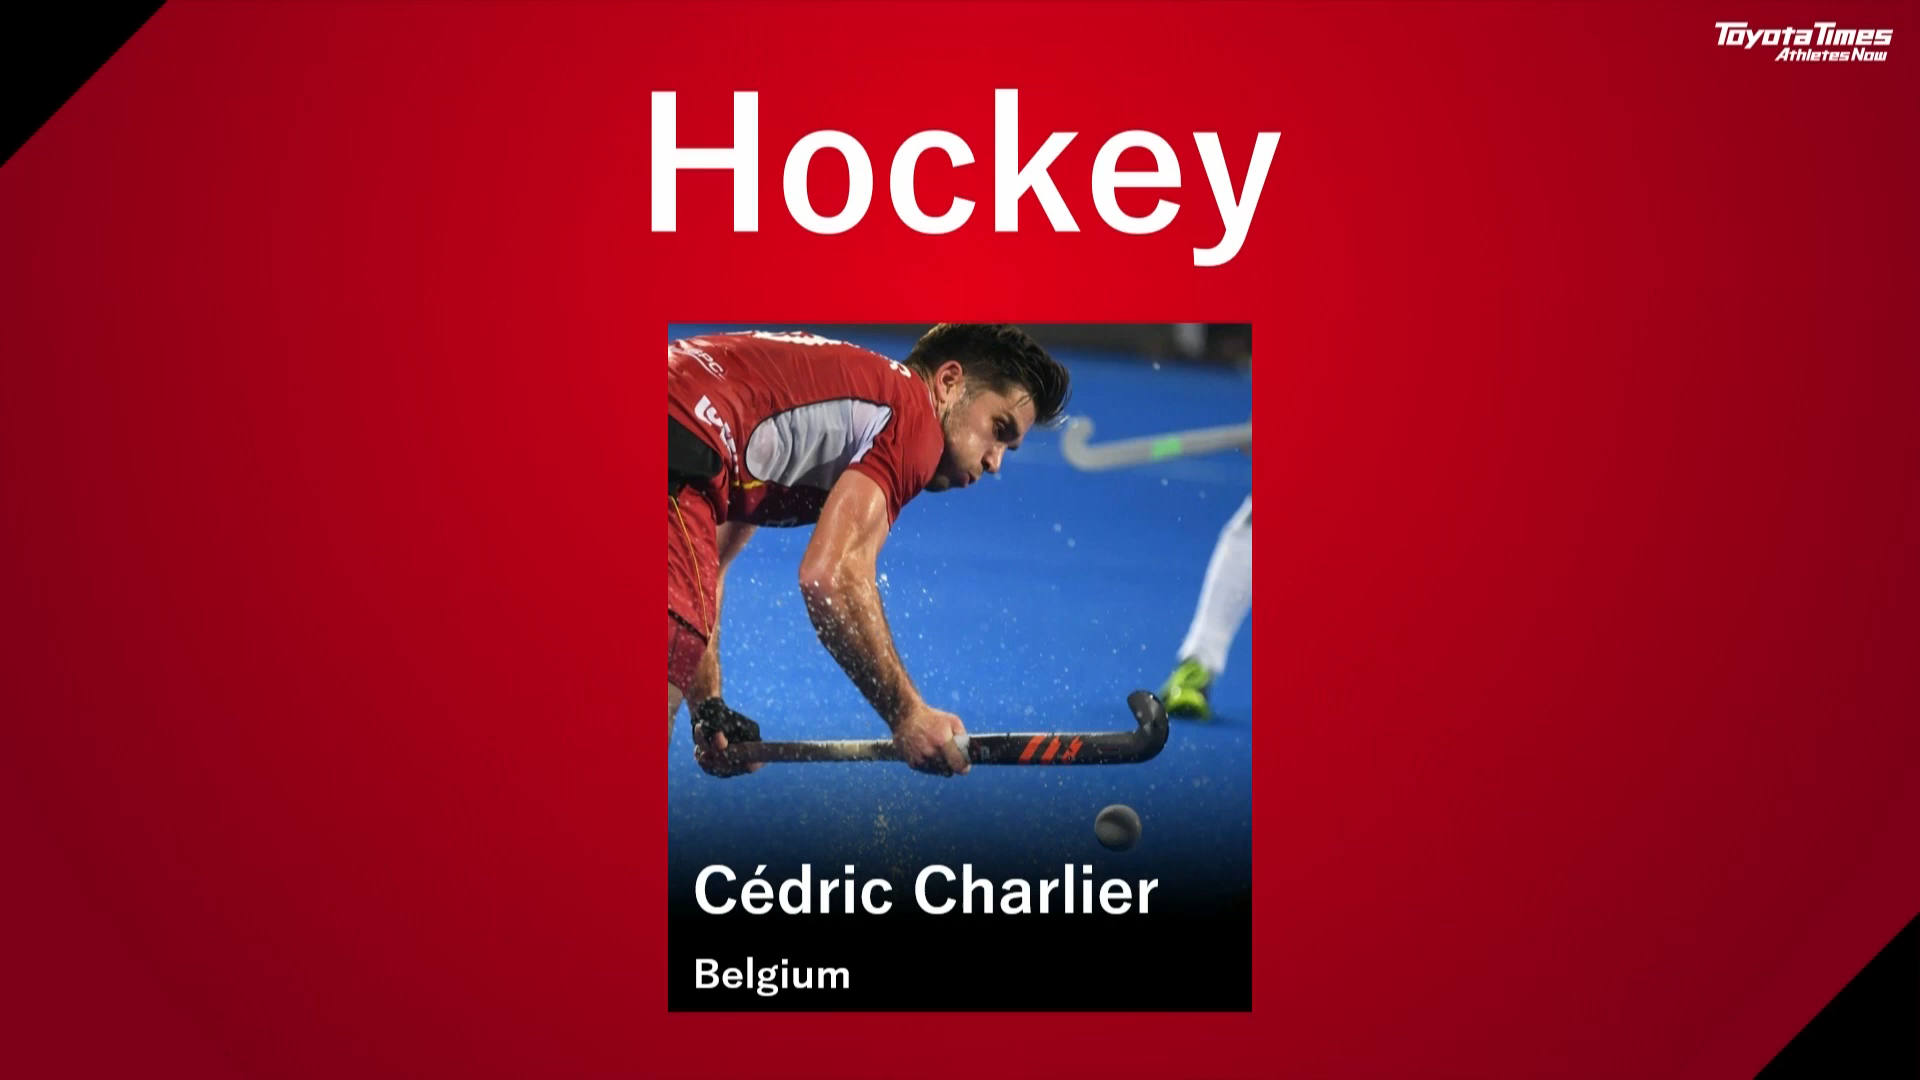 Toyota Times
Athletes Now
Hockey
Cédric Charlier
Belgium